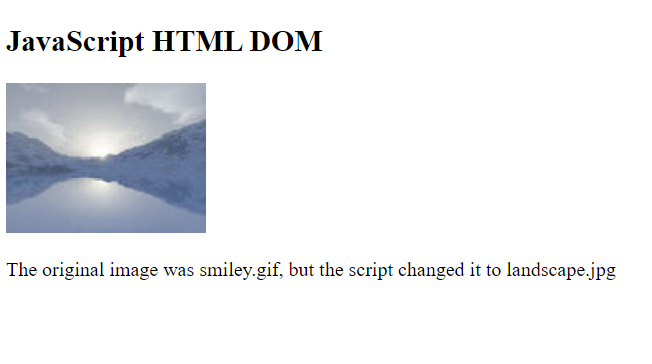 JavaScript HTML DOM
The original image was smiley.gif, but the script changed it to landscape.jpg